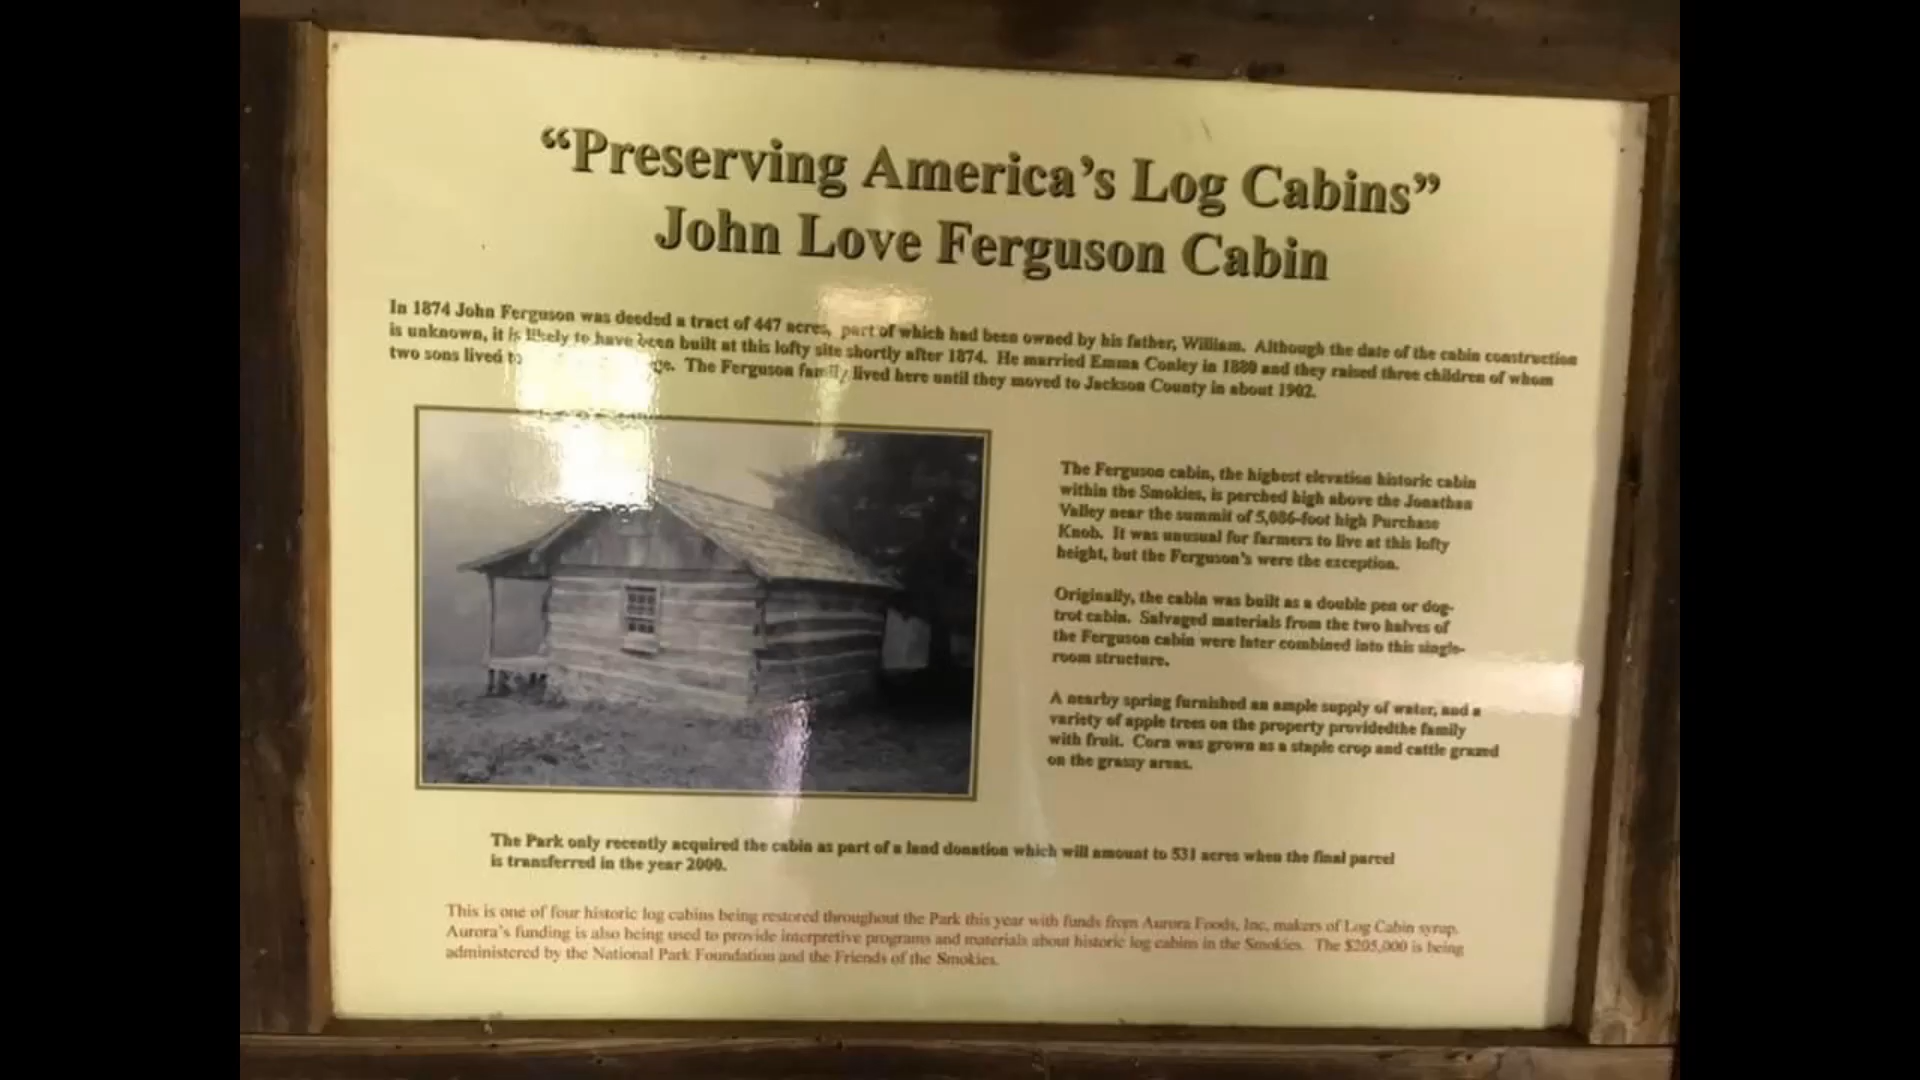 “Preserving America’s Log Cabins”
John Love Ferguson Cabin
In 1874 John Ferguson was deeded a tract of 447 acres, part of which had been owned by his father, William. Although the date of the cabin construction
is unknown, it is likely to have been built at this lofty site shortly after 1874. He married Emma Conley in 1880 and they raised three children of whom
two sons lived to The Ferguson family lived here until they moved to Jackson County in about 1902.
The Ferguson cabin, the highest elevation historic cabin
within the Smokies, is perched high above the Jonathan
Valley near the summit of 5,086-foot high Purchase
Knob. It was unusual for farmers to live at this lofty
height, but the Ferguson’s were the exception.
Originally, the cabin was built as a double pen or dog-
trot cabin. Salvaged materials from the two halves of
the Ferguson cabin were later combined into this single-
room structure.
A nearby spring furnished an ample supply of water, and a
variety of apple trees on the property providedthe family
with fruit. Corn was grown as a staple crop and cattle grazed
on the grassy areas.
The Park only recently acquired the cabin as part of a land donation which will amount to 531 acres when the final parcel
is transferred in the year 2000.
This is one of four historic log cabins being restored throughout the Park this year with funds from Aurora Foods, Inc, makers of Log Cabin syrup.
Aurora’s funding is also being used to provide interpretive programs and materials about historic log cabins in the Smokies. The $205,000 is being
administered by the National Park Foundation and the Friends of the Smokies.